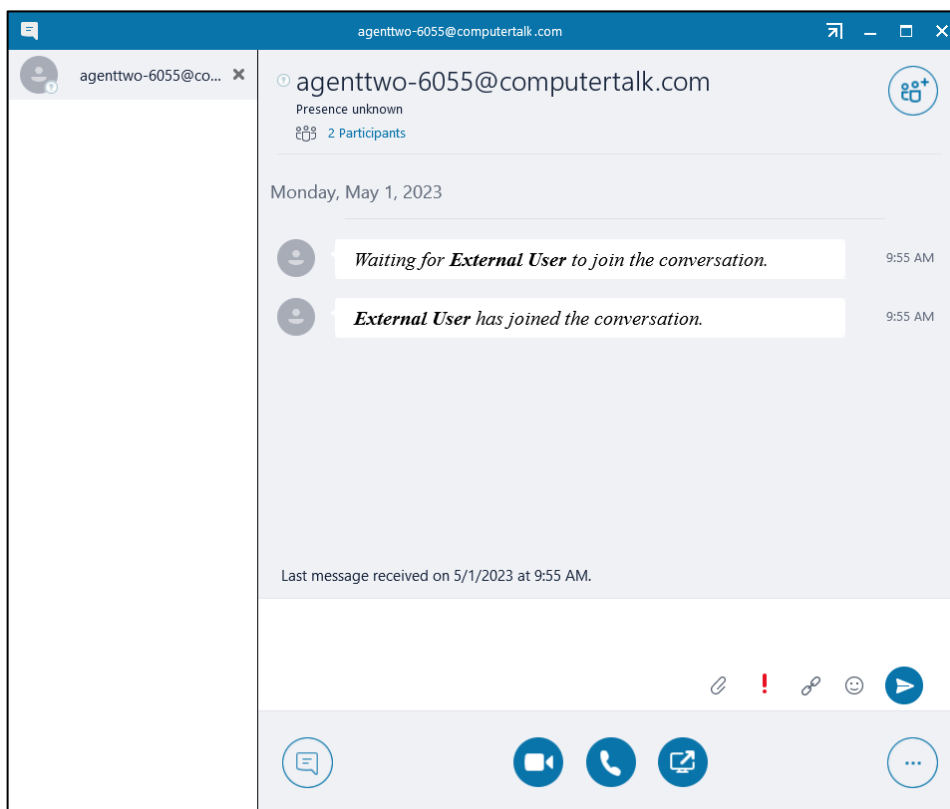 agenttwo-6055@computertalk.com
agenttwo-6055@co...
agenttwo-6055@computertalk.com
Presence unknown
2 Participants
Monday, May 1, 2023
Waiting for External User to join the conversation. 9:55 AM
External User has joined the conversation. 9:55 AM
Last message received on 5/1/2023 at 9:55 AM.